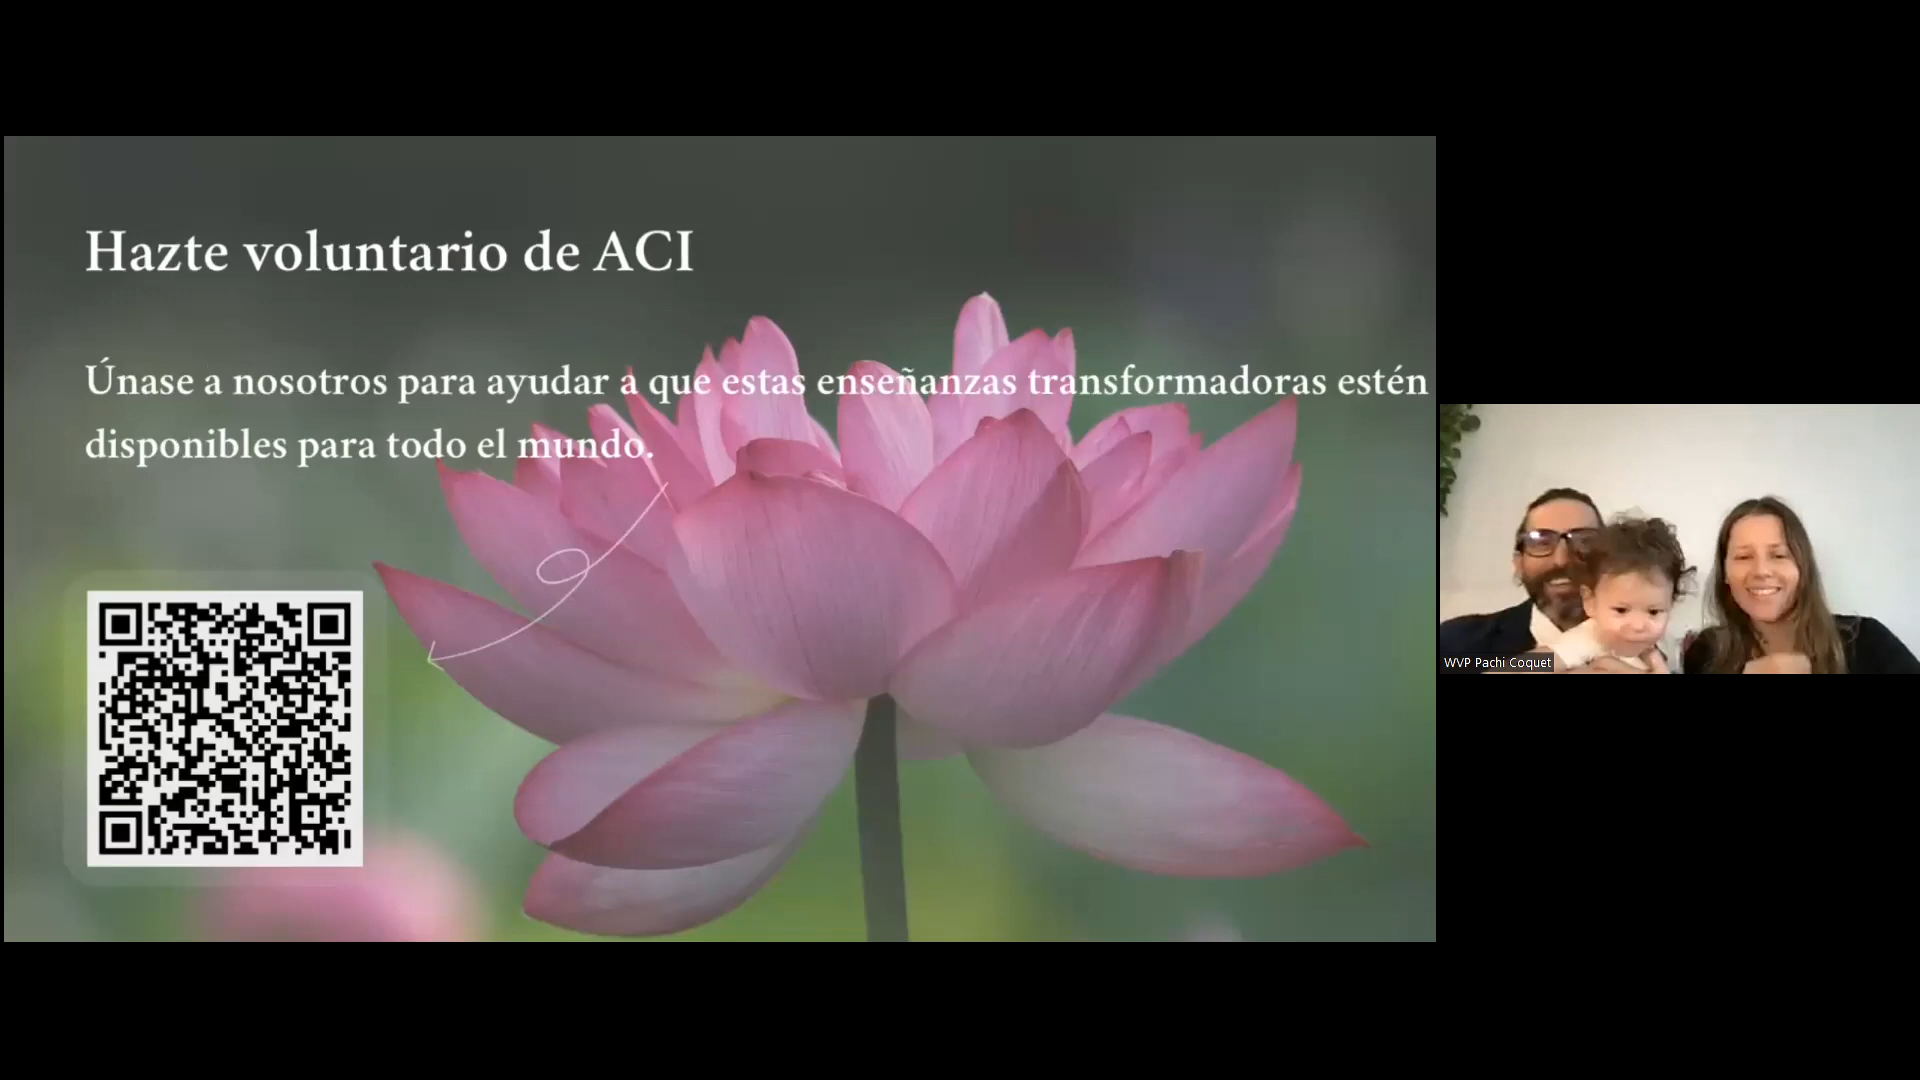 Hazte voluntario de ACI
Únase a nosotros para ayudar a que estas enseñanzas transformadoras estén
disponibles para todo el mundo.
WVP Pachi Coquet